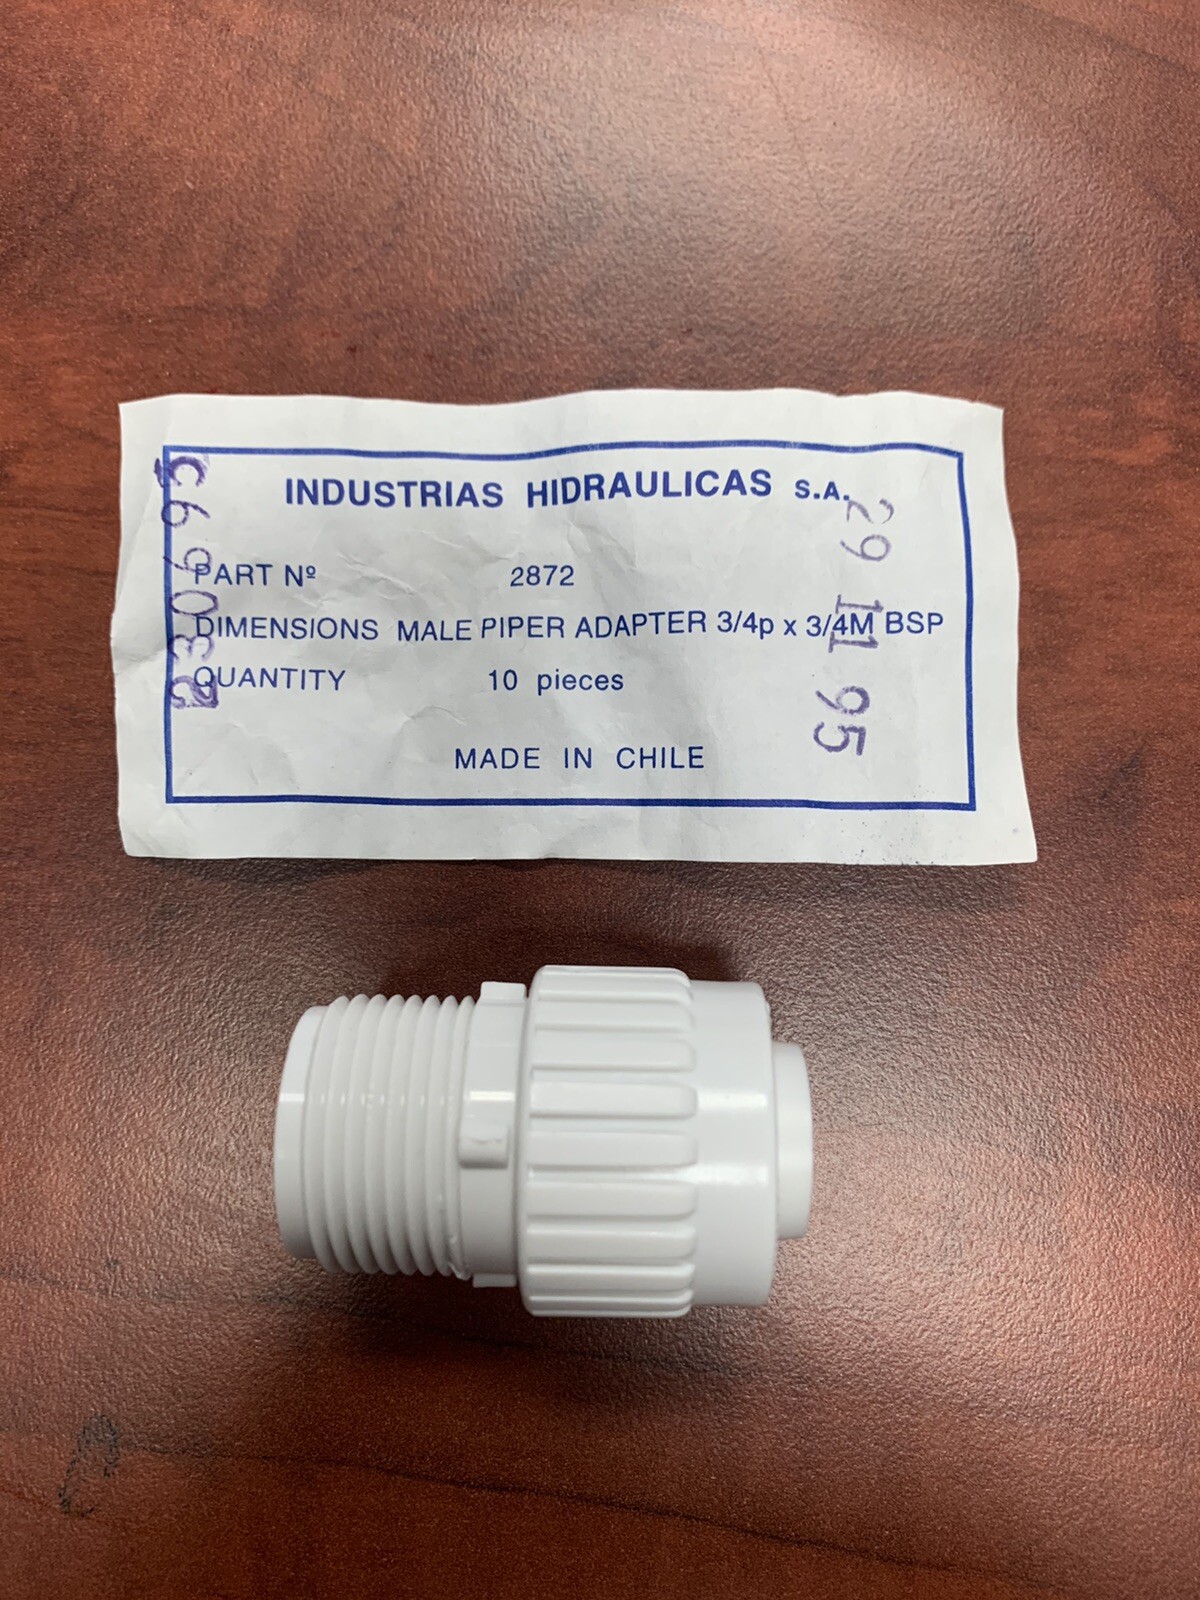 INDUSTRIAS HIDRAULICAS S.A.
PART Nº 2872
DIMENSIONS MALE PIPER ADAPTER 3/4p x 3/4M BSP
QUANTITY 10 pieces
MADE IN CHILE
29 11 95